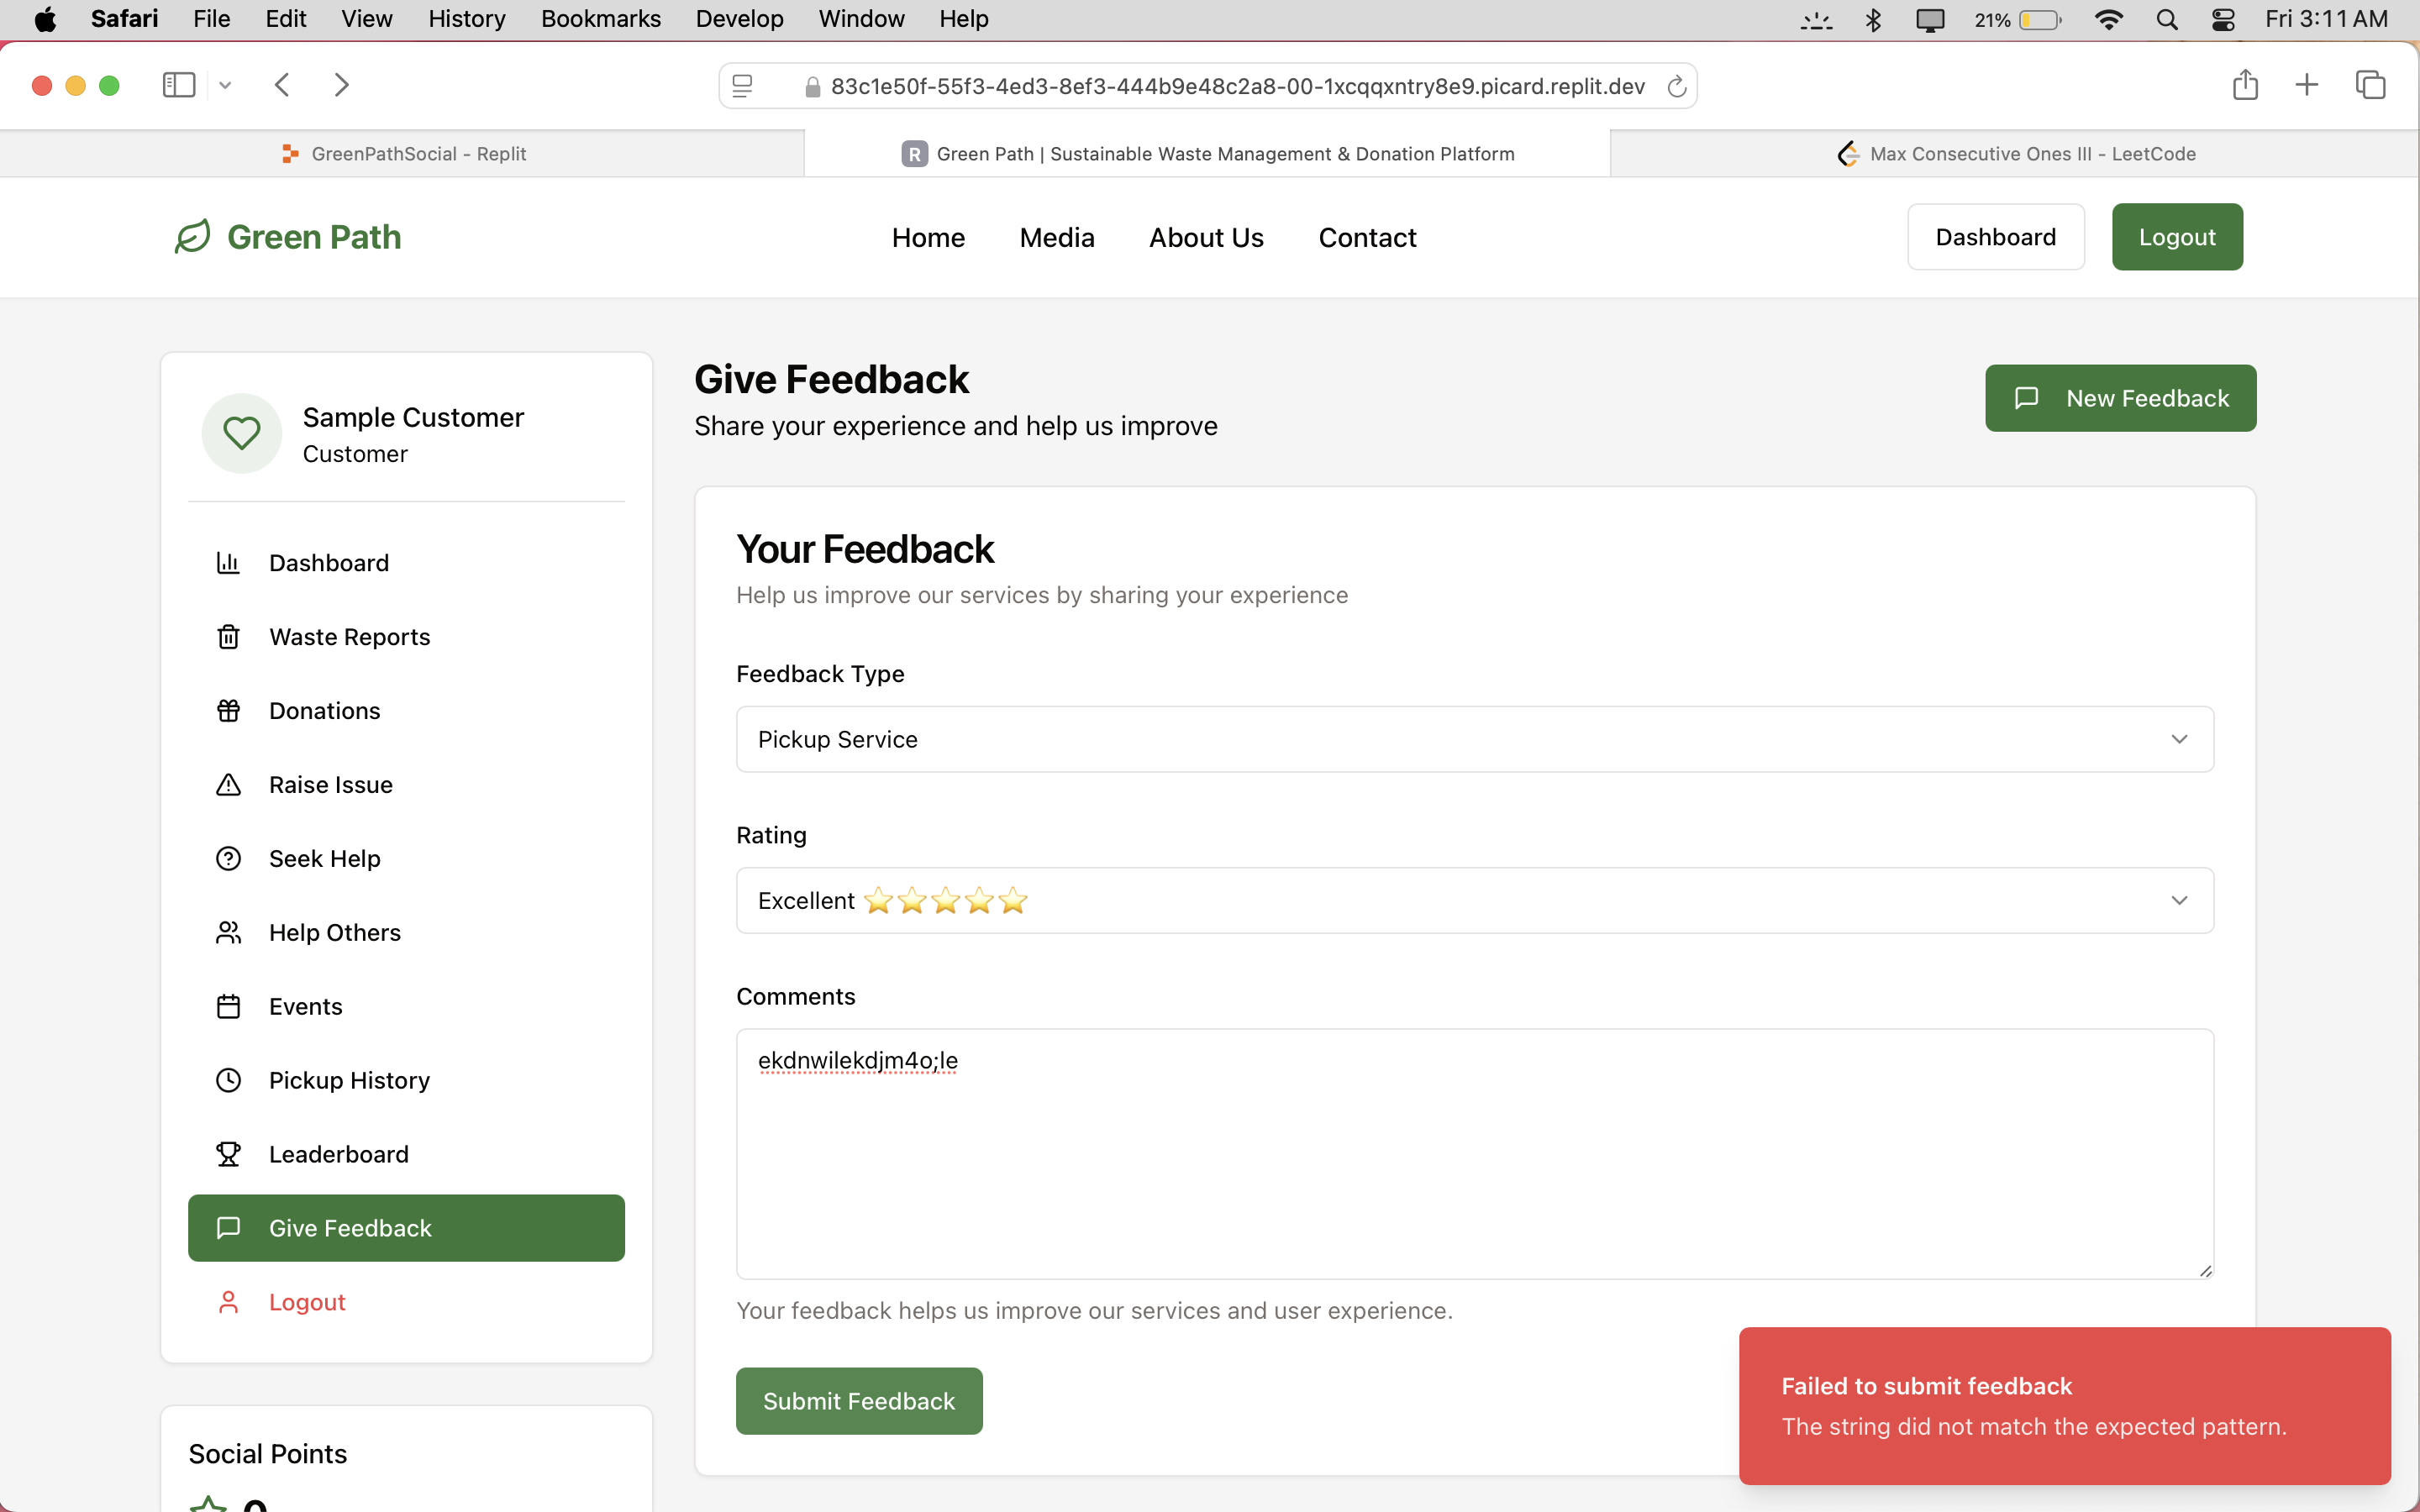 Safari File Edit View History Bookmarks Develop Window Help 21% Fri 3:11 AM
83c1e50f-55f3-4ed3-8ef3-444b9e48c2a8-00-1xcqqxntry8e9.picard.replit.dev
GreenPathSocial - Replit
R Green Path | Sustainable Waste Management & Donation Platform
Max Consecutive Ones III - LeetCode
Green Path
Home Media About Us Contact
Dashboard
Logout
Sample Customer
Customer
Dashboard
Waste Reports
Donations
Raise Issue
Seek Help
Help Others
Events
Pickup History
Leaderboard
Give Feedback
Logout
Social Points
0
Give Feedback
Share your experience and help us improve
New Feedback
Your Feedback
Help us improve our services by sharing your experience
Feedback Type
Pickup Service
Rating
Excellent ⭐⭐⭐⭐⭐
Comments
ekdnwilekdjm4o;le
Your feedback helps us improve our services and user experience.
Submit Feedback
Failed to submit feedback
The string did not match the expected pattern.